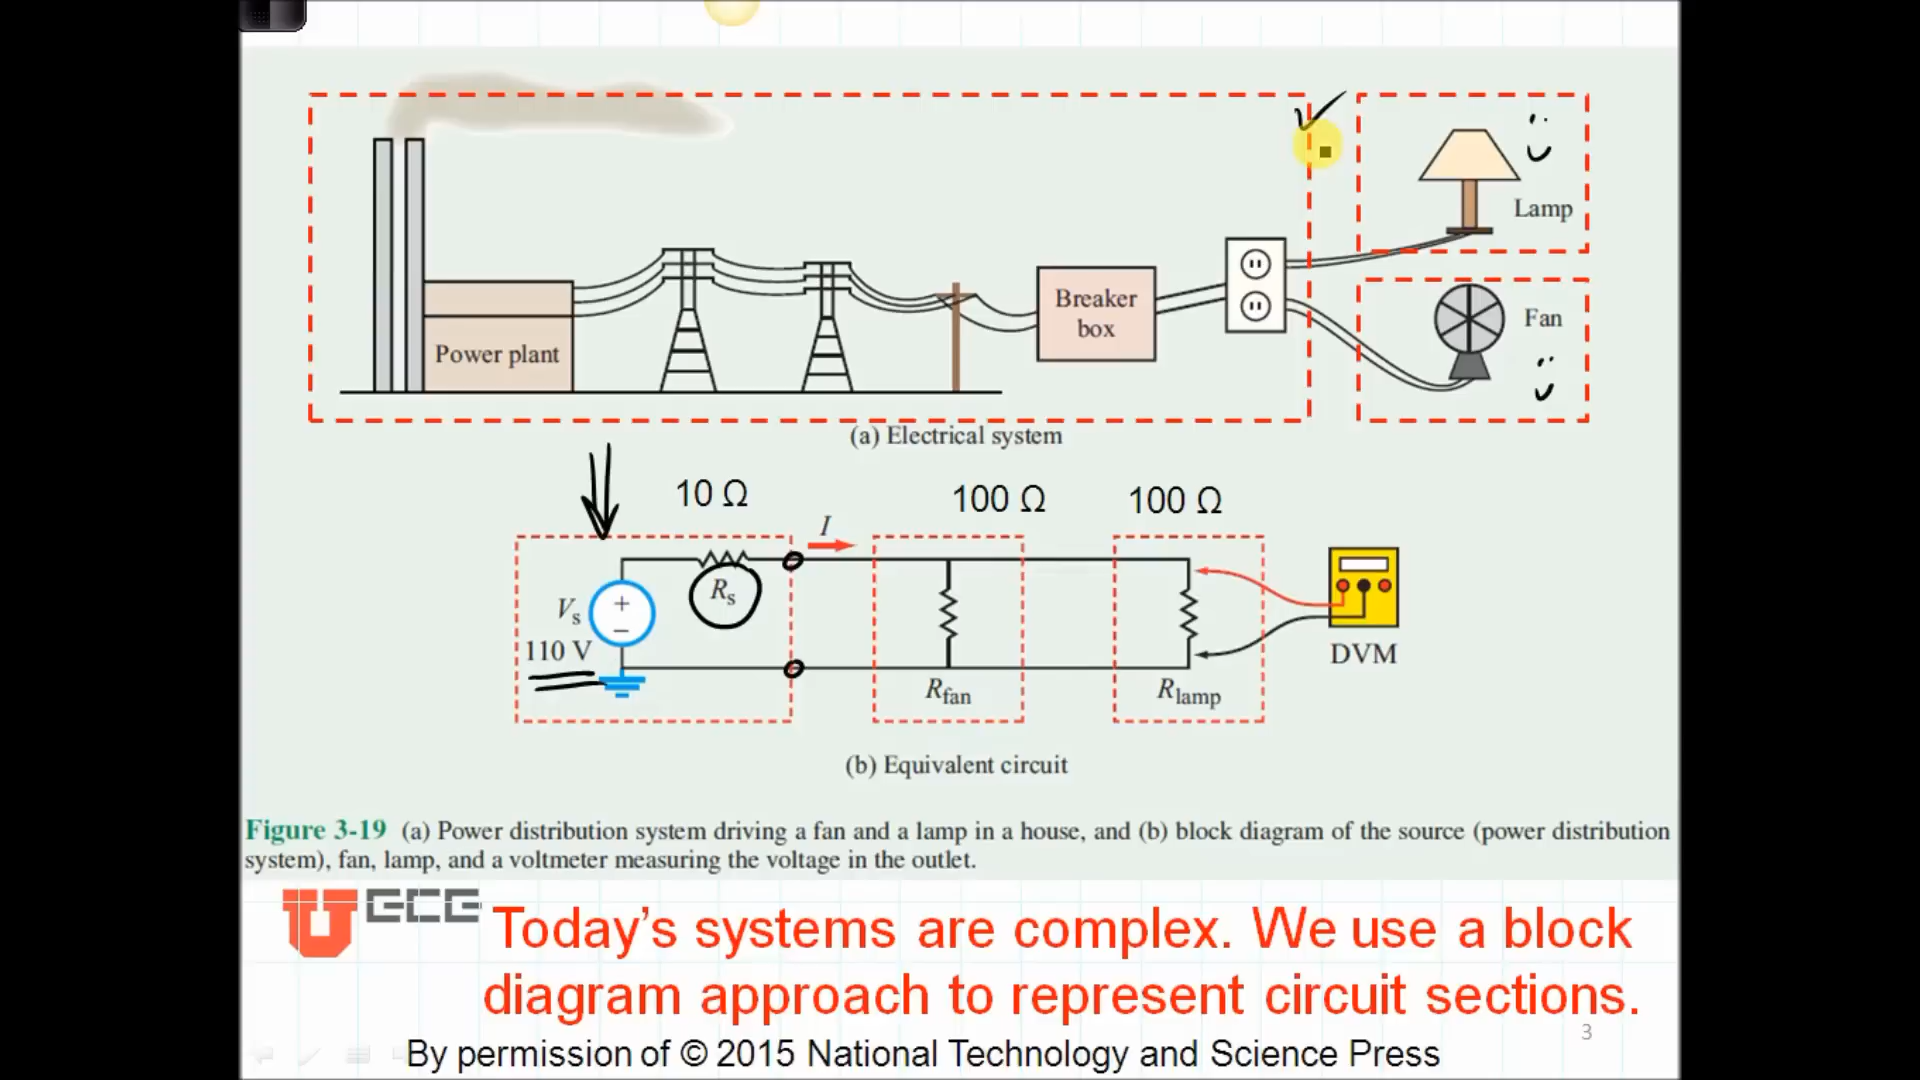 Lamp
Fan
Breaker
box
Power plant
(a) Electrical system
10 Ω
100 Ω
100 Ω
I
Vs
+
−
Rs
110 V
DVM
Rfan
Rlamp
(b) Equivalent circuit
Figure 3-19 (a) Power distribution system driving a fan and a lamp in a house, and (b) block diagram of the source (power distribution
system), fan, lamp, and a voltmeter measuring the voltage in the outlet.
U ECE
Today's systems are complex. We use a block
diagram approach to represent circuit sections.
3
By permission of © 2015 National Technology and Science Press